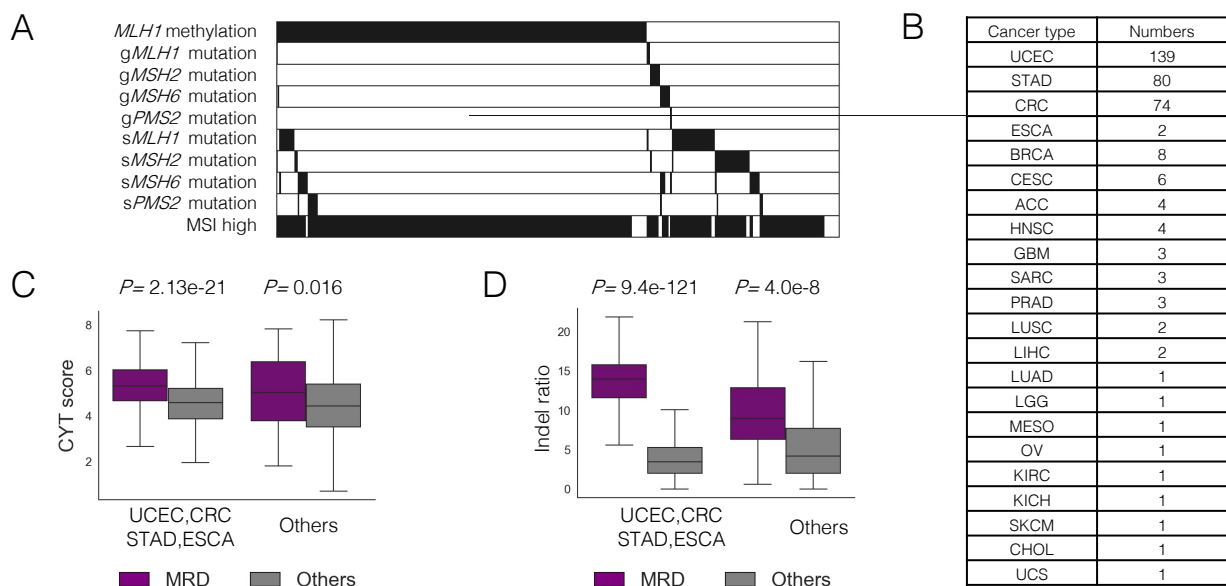 A
MLH1 methylation
gMLH1 mutation
gMSH2 mutation
gMSH6 mutation
gPMS2 mutation
sMLH1 mutation
sMSH2 mutation
sMSH6 mutation
sPMS2 mutation
MSI high
B
Cancer type Numbers
UCEC 139
STAD 80
CRC 74
ESCA 2
BRCA 8
CESC 6
ACC 4
HNSC 4
GBM 3
SARC 3
PRAD 3
LUSC 2
LIHC 2
LUAD 1
LGG 1
MESO 1
OV 1
KIRC 1
KICH 1
SKCM 1
CHOL 1
UCS 1
C
P= 2.13e-21 P= 0.016
CYT score
8
6
4
2
UCEC,CRC
STAD,ESCA
Others
MRD Others
D
P= 9.4e-121 P= 4.0e-8
Indel ratio
20
15
10
5
0
UCEC,CRC
STAD,ESCA
Others
MRD Others